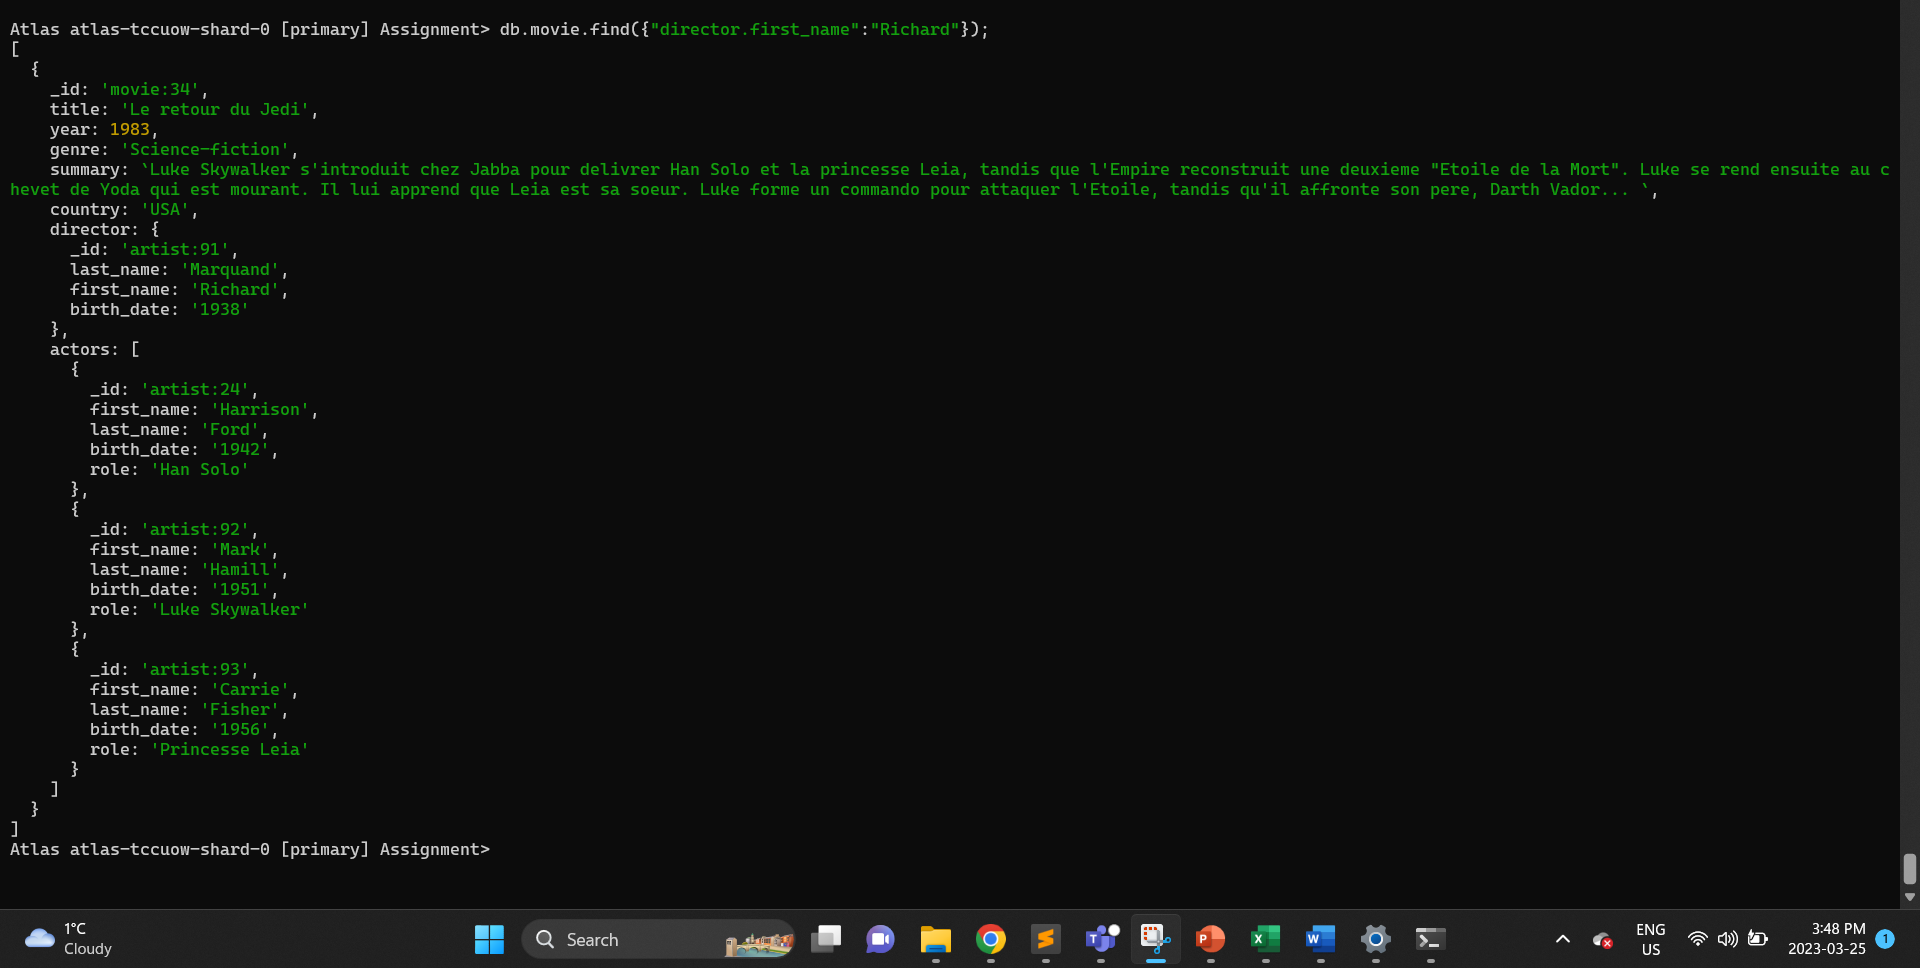 Atlas atlas-tccuow-shard-0 [primary] Assignment> db.movie.find({"director.first_name":"Richard"});
[
  {
    _id: 'movie:34',
    title: 'Le retour du Jedi',
    year: 1983,
    genre: 'Science-fiction',
    summary: `Luke Skywalker s'introduit chez Jabba pour delivrer Han Solo et la princesse Leia, tandis que l'Empire reconstruit une deuxieme "Etoile de la Mort". Luke se rend ensuite au c
hevet de Yoda qui est mourant. Il lui apprend que Leia est sa soeur. Luke forme un commando pour attaquer l'Etoile, tandis qu'il affronte son pere, Darth Vador... `,
    country: 'USA',
    director: {
      _id: 'artist:91',
      last_name: 'Marquand',
      first_name: 'Richard',
      birth_date: '1938'
    },
    actors: [
      {
        _id: 'artist:24',
        first_name: 'Harrison',
        last_name: 'Ford',
        birth_date: '1942',
        role: 'Han Solo'
      },
      {
        _id: 'artist:92',
        first_name: 'Mark',
        last_name: 'Hamill',
        birth_date: '1951',
        role: 'Luke Skywalker'
      },
      {
        _id: 'artist:93',
        first_name: 'Carrie',
        last_name: 'Fisher',
        birth_date: '1956',
        role: 'Princesse Leia'
      }
    ]
  }
]
Atlas atlas-tccuow-shard-0 [primary] Assignment>
1°C
Cloudy
Search
T
P
X
W
ENG
US
3:48 PM
2023-03-25
1